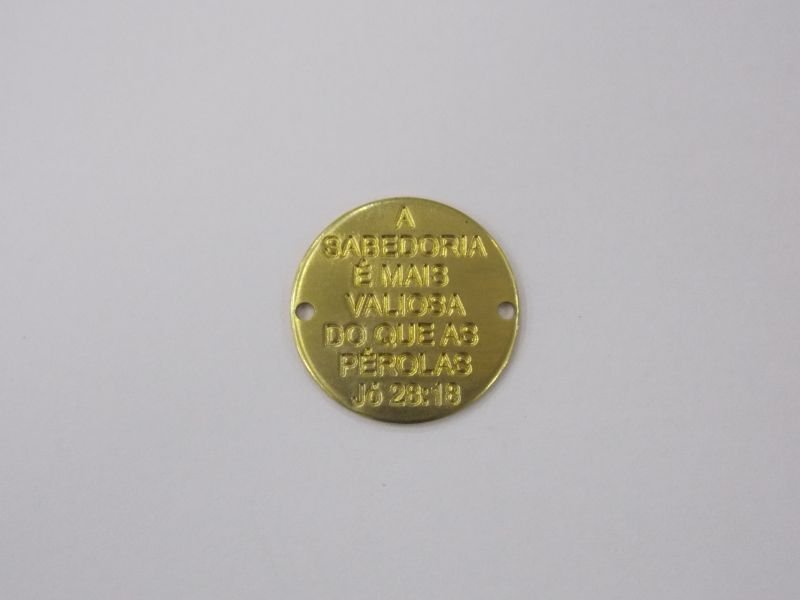 A
SABEDORIA
É MAIS
VALIOSA
DO QUE AS
PÉROLAS
Jó 28:18